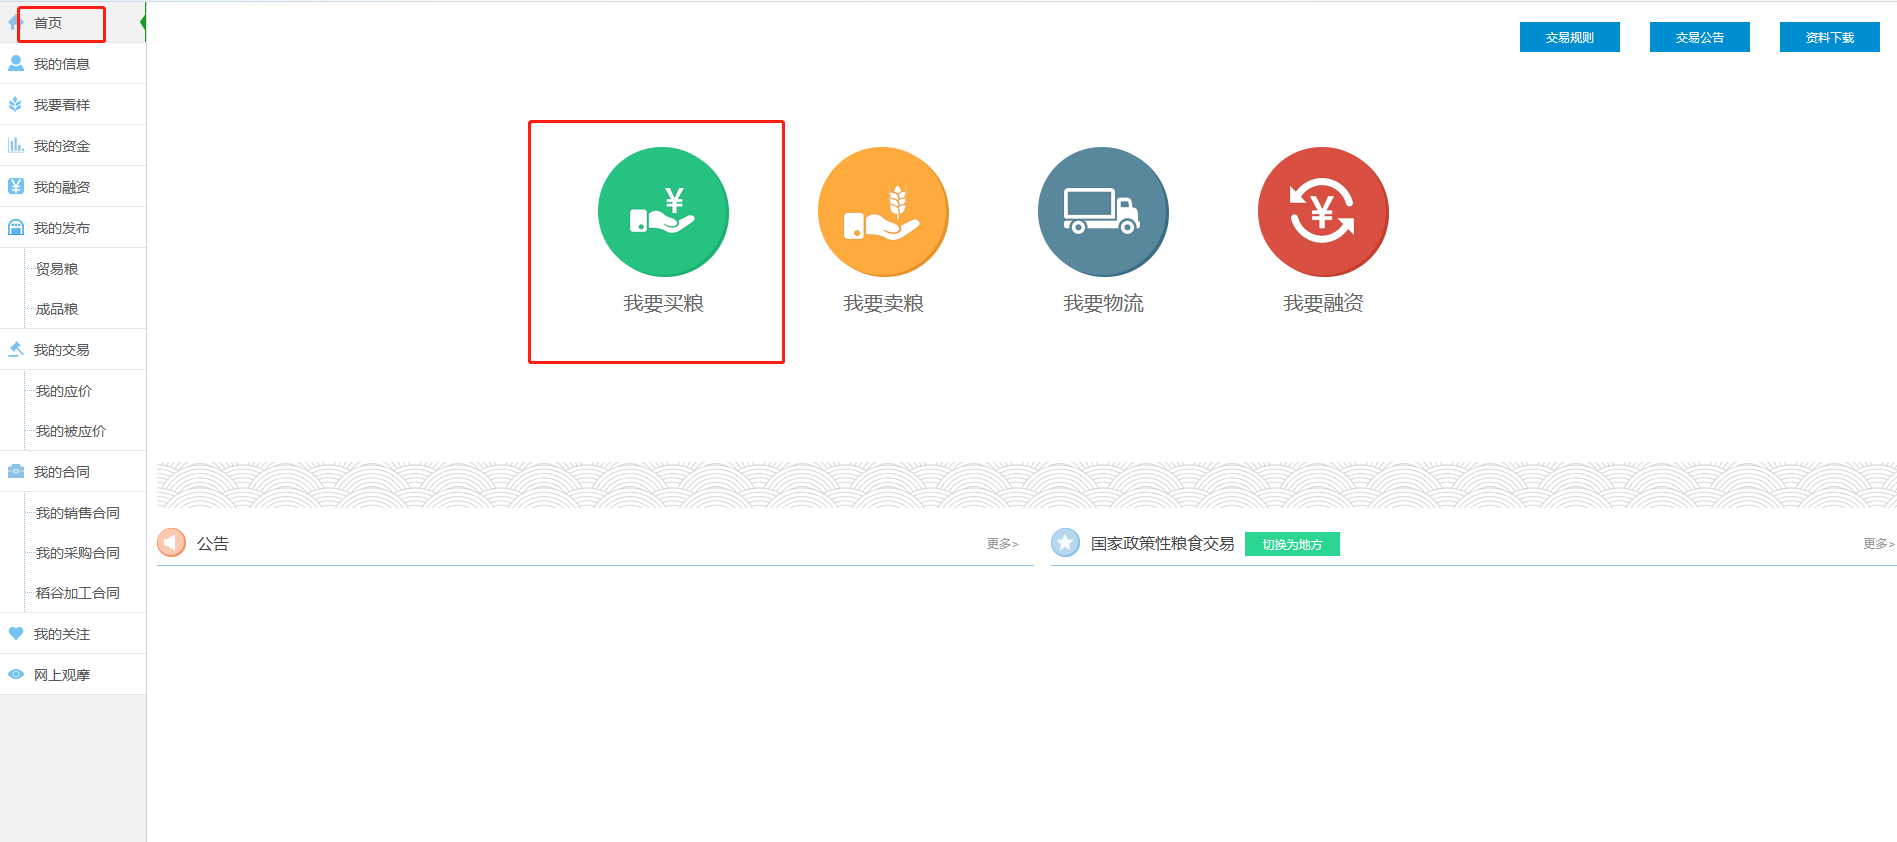 首页
我的信息
我要看样
我的资金
我的融资
我的发布
贸易粮
成品粮
我的交易
我的应价
我的被应价
我的合同
我的销售合同
我的采购合同
稻谷加工合同
我的关注
网上观摩
交易规则 交易公告 资料下载
我要买粮 我要卖粮 我要物流 我要融资
公告 更多>
国家政策性粮食交易 切换为地方 更多>